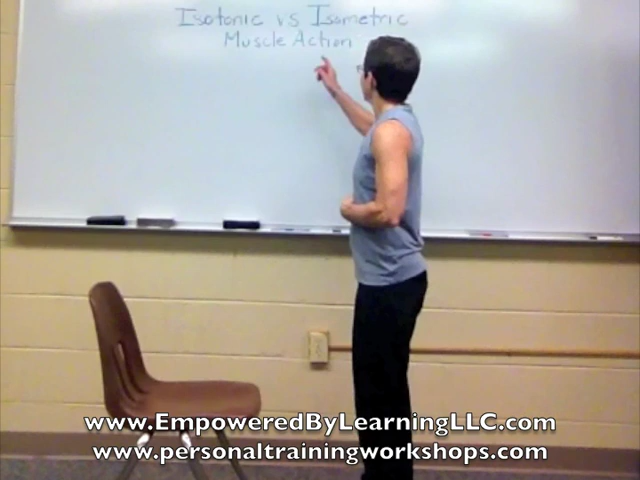 Isotonic vs Isometric
Muscle Action
www.EmpoweredByLearningLLC.com
www.personaltrainingworkshops.com